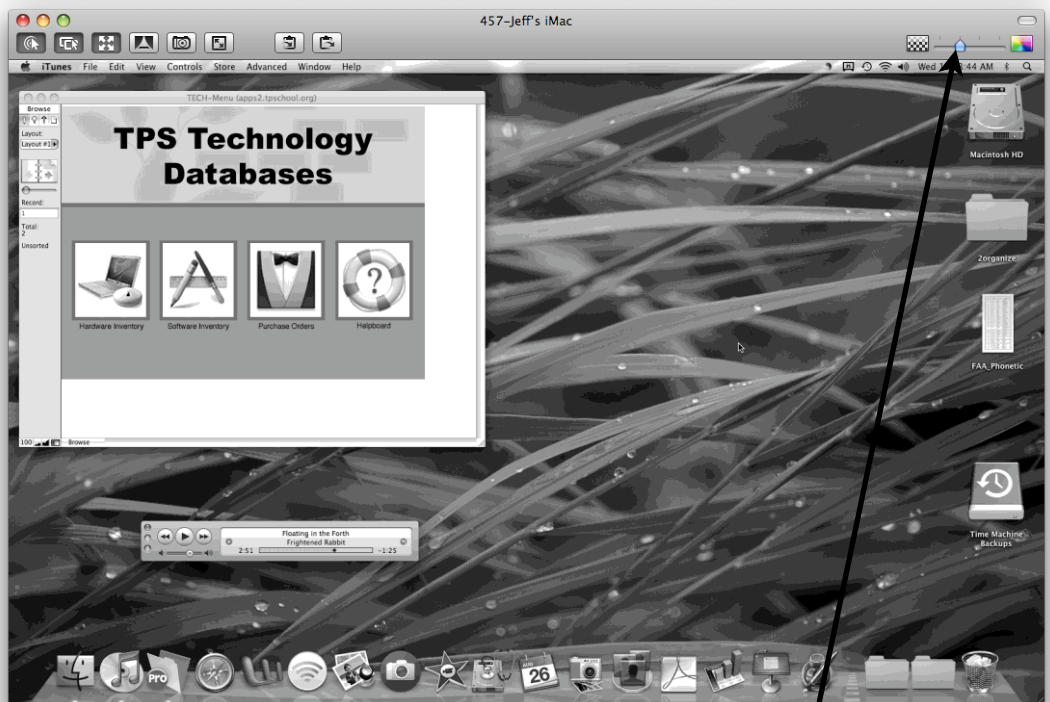 457-Jeff's iMac
iTunes File Edit View Controls Store Advanced Window Help
Wed 44 AM
TECH-Menu (apps2.tpschool.org)
Browse
Layout:
Layout #1
Record:
1
Total:
2
Unsorted
TPS Technology
Databases
Hardware Inventory Software Inventory Purchase Orders Helpboard
100 Browse
Macintosh HD
2organize
FAA_Phonetic
Time Machine
Backups
Floating in the Forth
Frightened Rabbit
2:51 -1:25
Pro
AUG
26